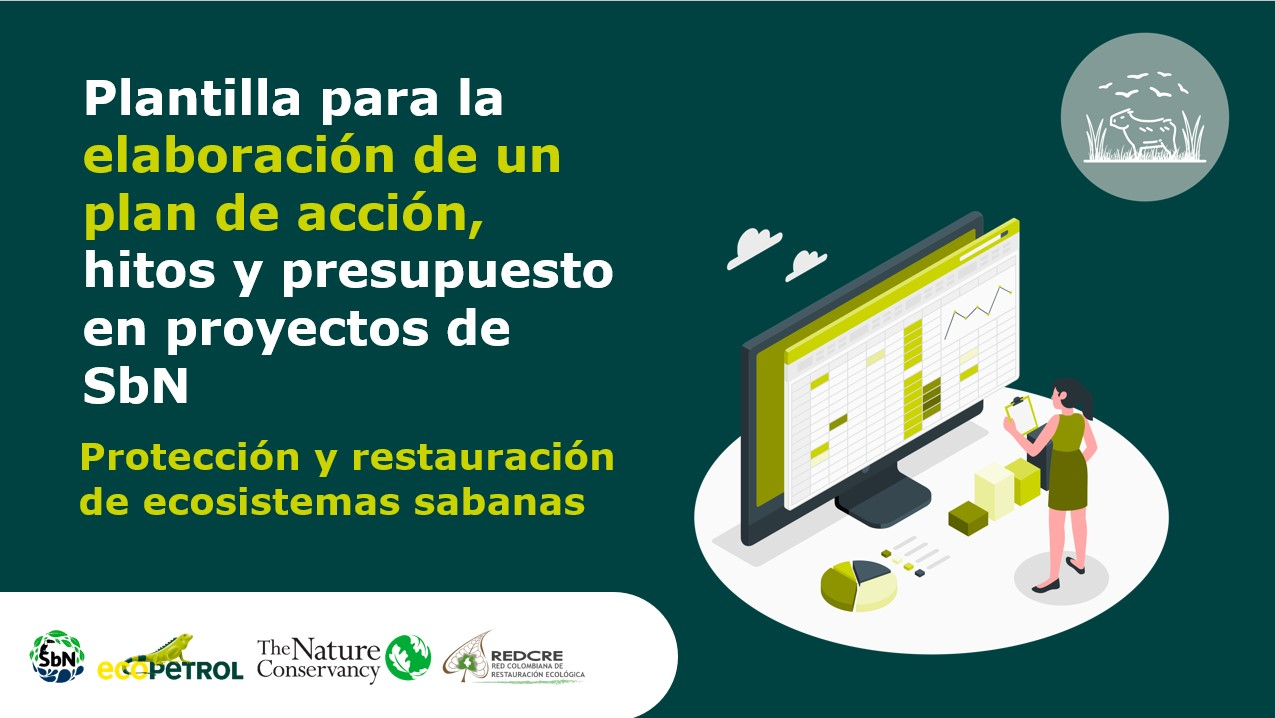 Plantilla para la
elaboración de un
plan de acción,
hitos y presupuesto
en proyectos de
SbN
Protección y restauración
de ecosistemas sabanas
SbN
ecoPETROL
The Nature
Conservancy
REDCRE
RED COLOMBIANA DE
RESTAURACIÓN ECOLÓGICA